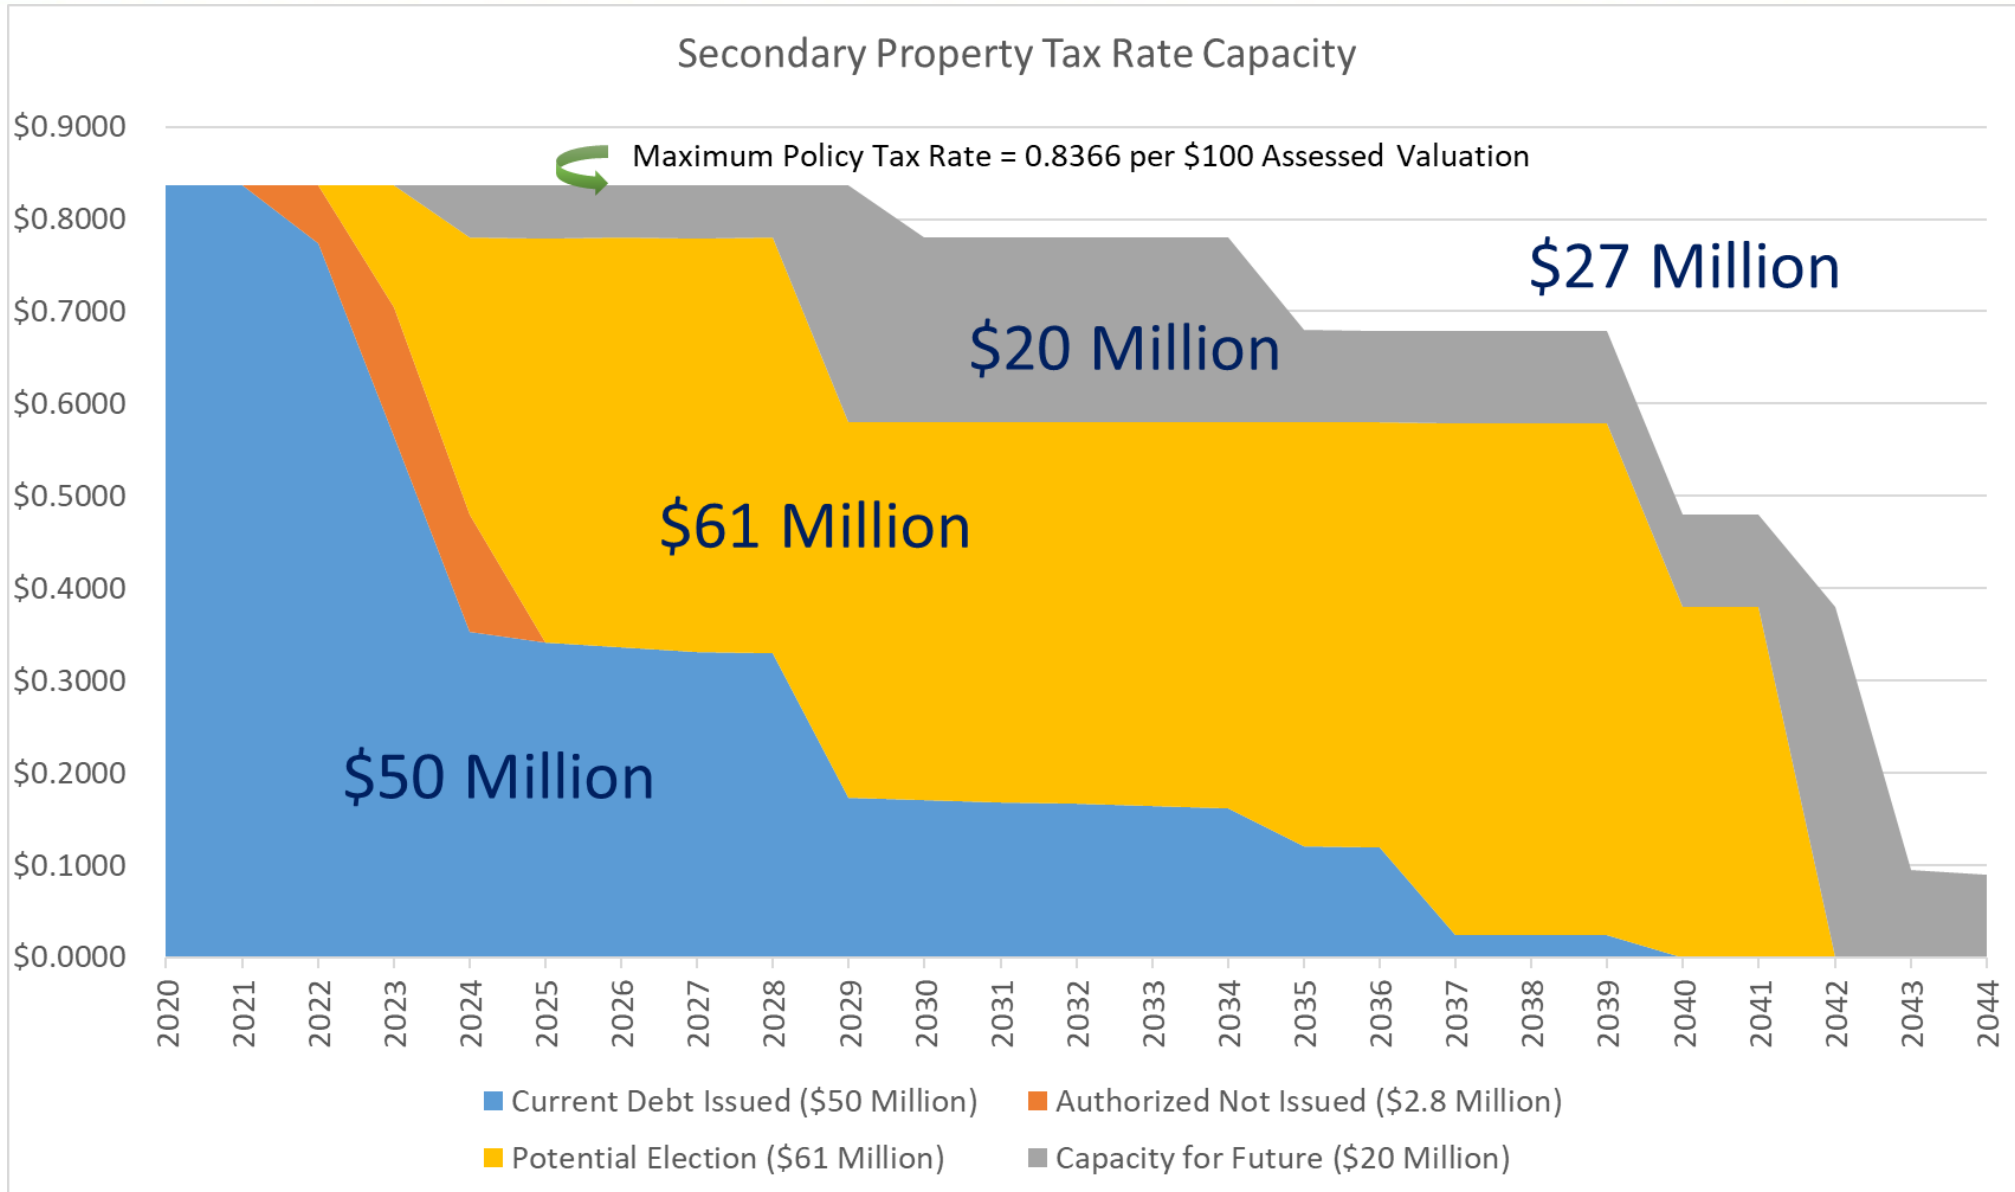 Secondary Property Tax Rate Capacity
$0.9000
Maximum Policy Tax Rate = 0.8366 per $100 Assessed Valuation
$0.8000
$27 Million
$0.7000
$20 Million
$0.6000
$0.5000
$61 Million
$0.4000
$0.3000
$0.2000
$50 Million
$0.1000
$0.0000
2020 2021 2022 2023 2024 2025 2026 2027 2028 2029 2030 2031 2032 2033 2034 2035 2036 2037 2038 2039 2040 2041 2042 2043 2044
Current Debt Issued ($50 Million) Authorized Not Issued ($2.8 Million)
Potential Election ($61 Million) Capacity for Future ($20 Million)